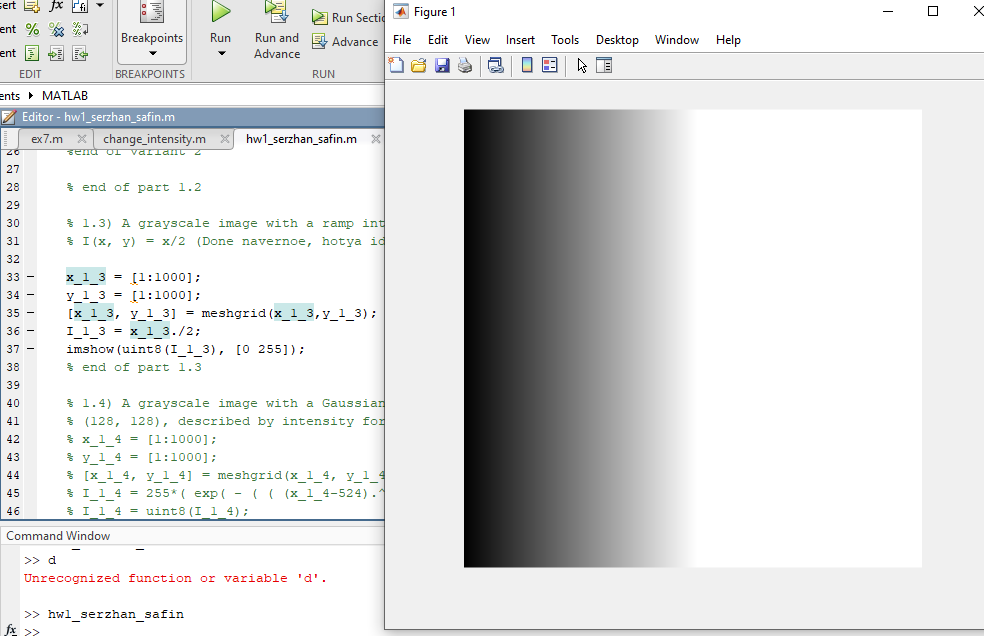 sert fx fi
ent %
ent
EDIT
Breakpoints
BREAKPOINTS
Run
Run and
Advance
Run Sectio
Advance
RUN
ents MATLAB
Editor - hw1_serzhan_safin.m
ex7.m change_intensity.m hw1_serzhan_safin.m
26 %end of variant 2
27
28 % end of part 1.2
29
30 % 1.3) A grayscale image with a ramp int
31 % I(x, y) = x/2 (Done navernoe, hotya id
32
33 x_1_3 = [1:1000];
34 y_1_3 = [1:1000];
35 [x_1_3, y_1_3] = meshgrid(x_1_3,y_1_3);
36 I_1_3 = x_1_3./2;
37 imshow(uint8(I_1_3), [0 255]);
38 % end of part 1.3
39
40 % 1.4) A grayscale image with a Gaussian
41 % (128, 128), described by intensity for
42 % x_1_4 = [1:1000];
43 % y_1_4 = [1:1000];
44 % [x_1_4, y_1_4] = meshgrid(x_1_4, y_1_4
45 % I_1_4 = 255*( exp( - ( ( (x_1_4-524).^
46 % I_1_4 = uint8(I_1_4);
Command Window
>> d
Unrecognized function or variable 'd'.
>> hw1_serzhan_safin
fx >>
Figure 1
File Edit View Insert Tools Desktop Window Help